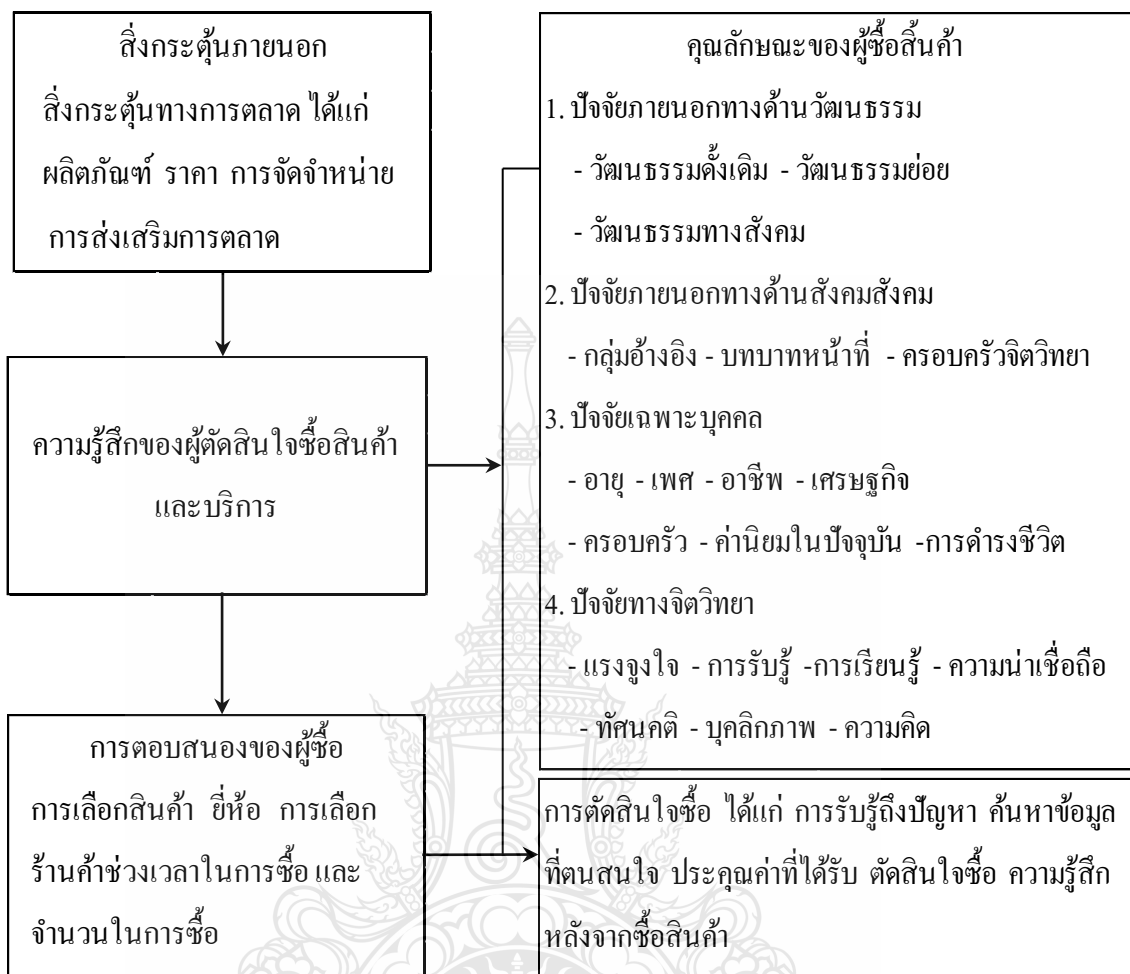 สิ่งกระตุ้นภายนอก
สิ่งกระตุ้นทางการตลาด ได้แก่
ผลิตภัณฑ์ ราคา การจัดจำหน่าย
การส่งเสริมการตลาด
ความรู้สึกของผู้ตัดสินใจซื้อสินค้า
และบริการ
การตอบสนองของผู้ซื้อ
การเลือกสินค้า ยี่ห้อ การเลือก
ร้านค้าช่วงเวลาในการซื้อ และ
จำนวนในการซื้อ
คุณลักษณะของผู้ซื้อสิ้นค้า
1. ปัจจัยภายนอกทางด้านวัฒนธรรม
- วัฒนธรรมดั้งเดิม - วัฒนธรรมย่อย
- วัฒนธรรมทางสังคม
2. ปัจจัยภายนอกทางด้านสังคมสังคม
- กลุ่มอ้างอิง - บทบาทหน้าที่ - ครอบครัวจิตวิทยา
3. ปัจจัยเฉพาะบุคคล
- อายุ - เพศ - อาชีพ - เศรษฐกิจ
- ครอบครัว - ค่านิยมในปัจจุบัน -การดำรงชีวิต
4. ปัจจัยทางจิตวิทยา
- แรงจูงใจ - การรับรู้ -การเรียนรู้ - ความน่าเชื่อถือ
- ทัศนคติ - บุคลิกภาพ - ความคิด
การตัดสินใจซื้อ ได้แก่ การรับรู้ถึงปัญหา ค้นหาข้อมูล
ที่ตนสนใจ ประคุณค่าที่ได้รับ ตัดสินใจซื้อ ความรู้สึก
หลังจากซื้อสินค้า